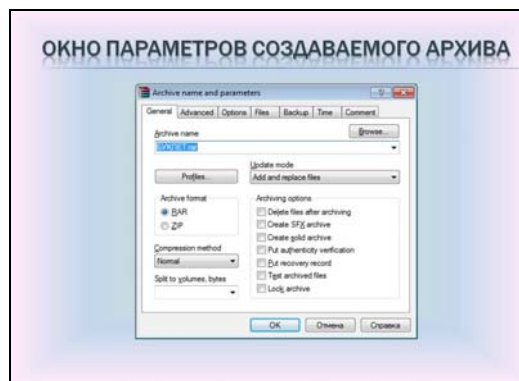 ОКНО ПАРАМЕТРОВ СОЗДАВАЕМОГО АРХИВА
Archive name and parameters
General Advanced Options Files Backup Time Comment
Archive name
Browse...
БУКЛЕТ.rar
Update mode
Profiles...
Add and replace files
Archive format
Archiving options
RAR
Delete files after archiving
ZIP
Create SFX archive
Create solid archive
Compression method
Put authenticity verification
Normal
Put recovery record
Split to volumes, bytes
Test archived files
Lock archive
OK Отмена Справка